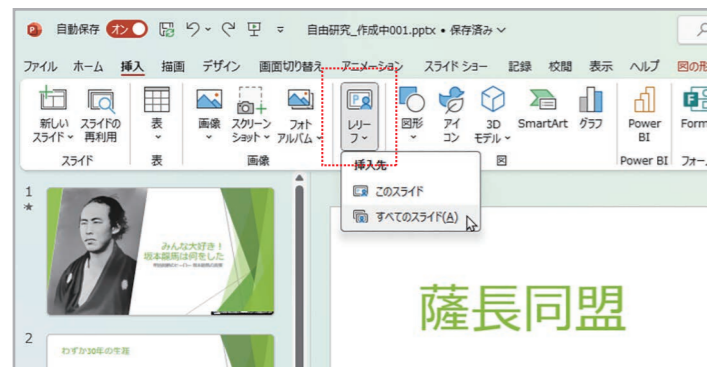 自動保存 オン 自由研究_作成中001.pptx • 保存済み
ファイル ホーム 挿入 描画 デザイン 画面切り替え アニメーション スライド ショー 記録 校閲 表示 ヘルプ 図の形
新しい スライドの 表 画像 スクリーン フォト レリー 図形 アイ 3D SmartArt グラフ Power Form
スライド 再利用 ショット アルバム フ コン モデル BI
スライド 表 画像 図 Power BI フォー
挿入先
このスライド
すべてのスライド(A)
1
みんな大好き！
坂本龍馬は何をした
薩長同盟
2
わずか30年の生涯